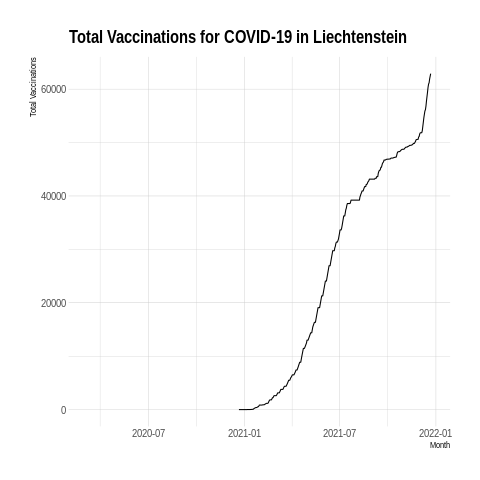 Total Vaccinations for COVID-19 in Liechtenstein
Total Vaccinations
60000
40000
20000
0
2020-07 2021-01 2021-07 2022-01
Month